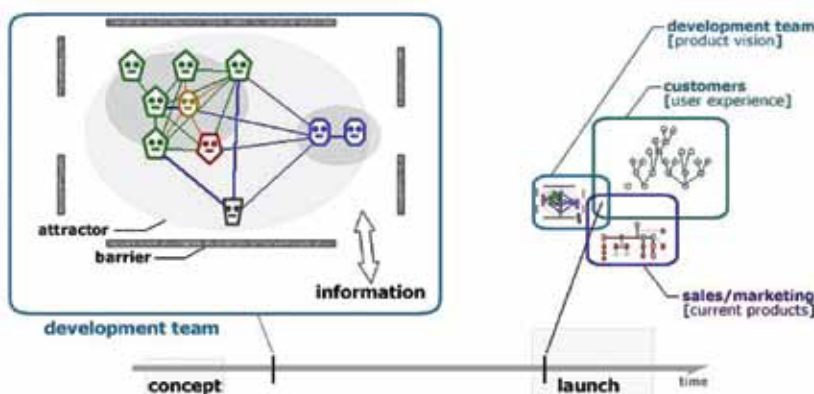 attractor
barrier
information
development team
development team
[product vision]
customers
[user experience]
sales/marketing
[current products]
concept
launch
time